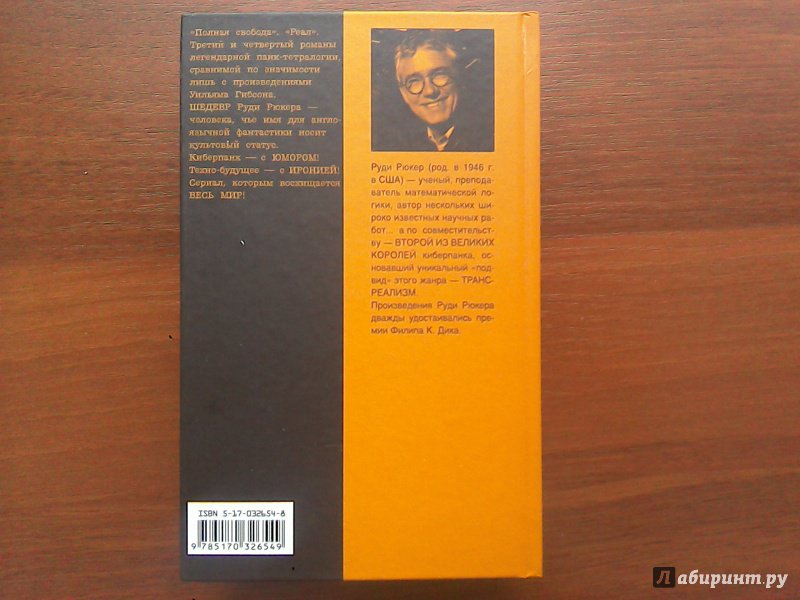 «Полная свобода». «Реал».
Третий и четвертый романы
легендарной панк-тетралогии,
сравнимой по значимости
лишь с произведениями
Уильяма Гибсона.
ШЕДЕВР Руди Рюкера —
человека, чье имя для англо-
язычной фантастики носит
культовый статус.
Киберпанк — с ЮМОРОМ!
Техно-будущее — с ИРОНИЕЙ!
Сериал, которым восхищается
ВЕСЬ МИР!
Руди Рюкер (род. в 1946 г.
в США) — ученый, препода-
ватель математической ло-
гики, автор нескольких ши-
роко известных научных ра-
бот... а по совместительст-
ву — ВТОРОЙ ИЗ ВЕЛИКИХ
КОРОЛЕЙ киберпанка, ос-
новавший уникальный «под-
вид» этого жанра — ТРАНС-
РЕАЛИЗМ.
Произведения Руди Рюкера
дважды удостаивались пре-
мии Филипа К. Дика.
ISBN 5-17-032654-8
9 785170 326549
Лабиринт.ру